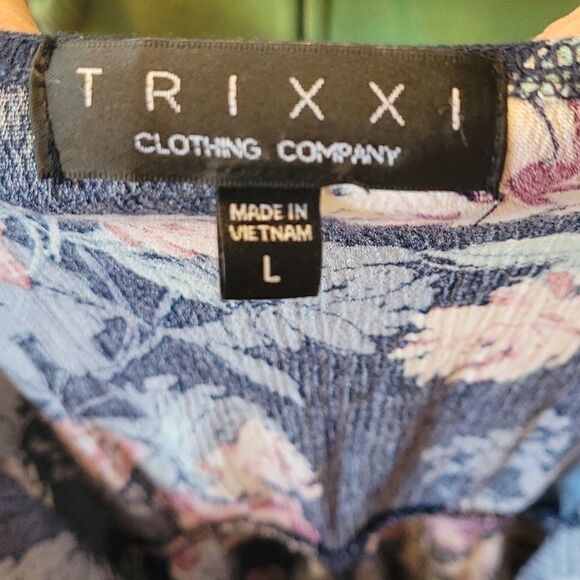 TRIXXI
CLOTHING COMPANY
MADE IN
VIETNAM
L